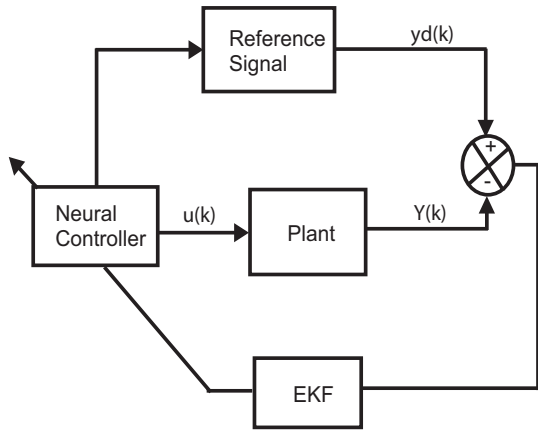 Reference
Signal
yd(k)
+
-
Neural
Controller
u(k)
Plant
Y(k)
EKF